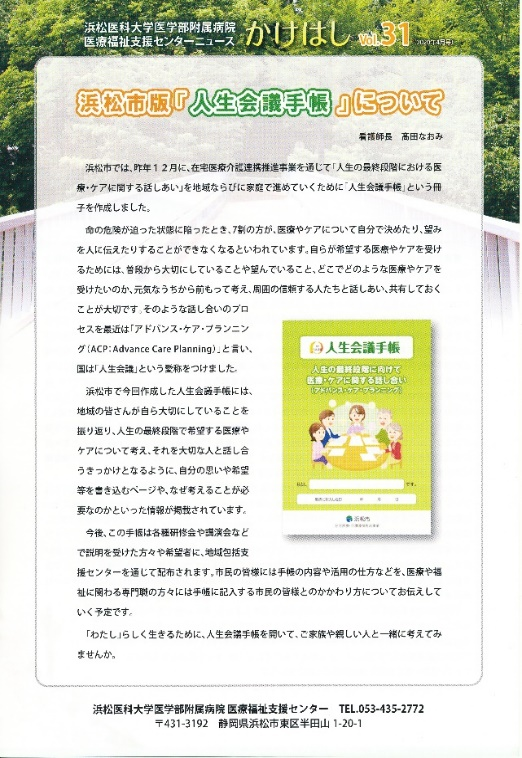 浜松医科大学医学部附属病院
医療福祉支援センターニュース
かけはし Vol.31
浜松市版「人生会議手帳」について
看護師長 高田なおみ
浜松市では、昨年12月に、在宅医療介護連携推進事業を通じて「人生の最終段階における医
療・ケアに関する話しあい」を地域ならびに家庭で進めていくために「人生会議手帳」という冊
子を作成しました。
命の危険が迫った状態に陥ったとき、7割の方が、医療やケアについて自分で決めたり、望み
を人に伝えたりすることができなくなるといわれています。自らが希望する医療やケアを受け
るためには、普段から大切にしていることや望んでいること、どこでどのような医療やケアを
受けたいのか、元気なうちから前もって考え、周囲の信頼する人たちと話しあい、共有しておく
ことが大切です。そのような話し合いのプロ
セスを最近は「アドバンス・ケア・プランニン
グ(ACP:Advance Care Planning)」と言い、
国は「人生会議」という愛称をつけました。
浜松市で今回作成した人生会議手帳には、
地域の皆さんが自ら大切にしていることを
振り返り、人生の最終段階で希望する医療や
ケアについて考え、それを大切な人と話し合
うきっかけとなるように、自分の思いや希望
等を書き込むページや、なぜ考えることが必
要なのかといった情報が掲載されています。
今後、この手帳は各種研修会や講演会など
で説明を受けた方々や希望者に、地域包括支
援センターを通じて配布されます。市民の皆様には手帳の内容や活用の仕方などを、医療や福
祉に関わる専門職の方々には手帳に記入する市民の皆様とのかかわり方についてお伝えして
いく予定です。
「わたし」らしく生きるために、人生会議手帳を開いて、ご家族や親しい人と一緒に考えてみ
ませんか。
人生会議手帳
人生の最終段階に向けて
医療・ケアに関する話し合い
(アドバンス・ケア・プランニング)
です。
年 月 日
浜松市
浜松医科大学医学部附属病院 医療福祉支援センター TEL.053-435-2772
〒431-3192 静岡県浜松市東区半田山 1-20-1